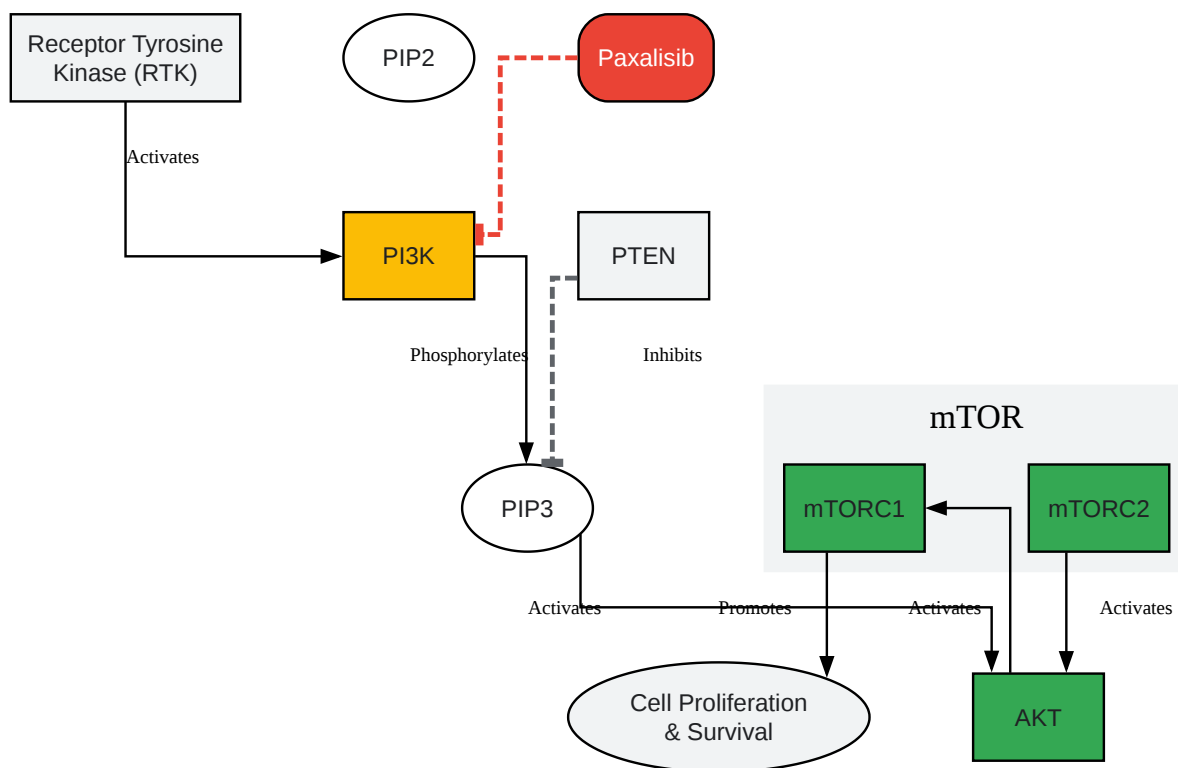 Receptor Tyrosine
Kinase (RTK)
PIP2
Paxalisib
Activates
PI3K
PTEN
Phosphorylates
Inhibits
mTOR
PIP3
mTORC1
mTORC2
Activates
Promotes
Activates
Activates
Cell Proliferation
& Survival
AKT